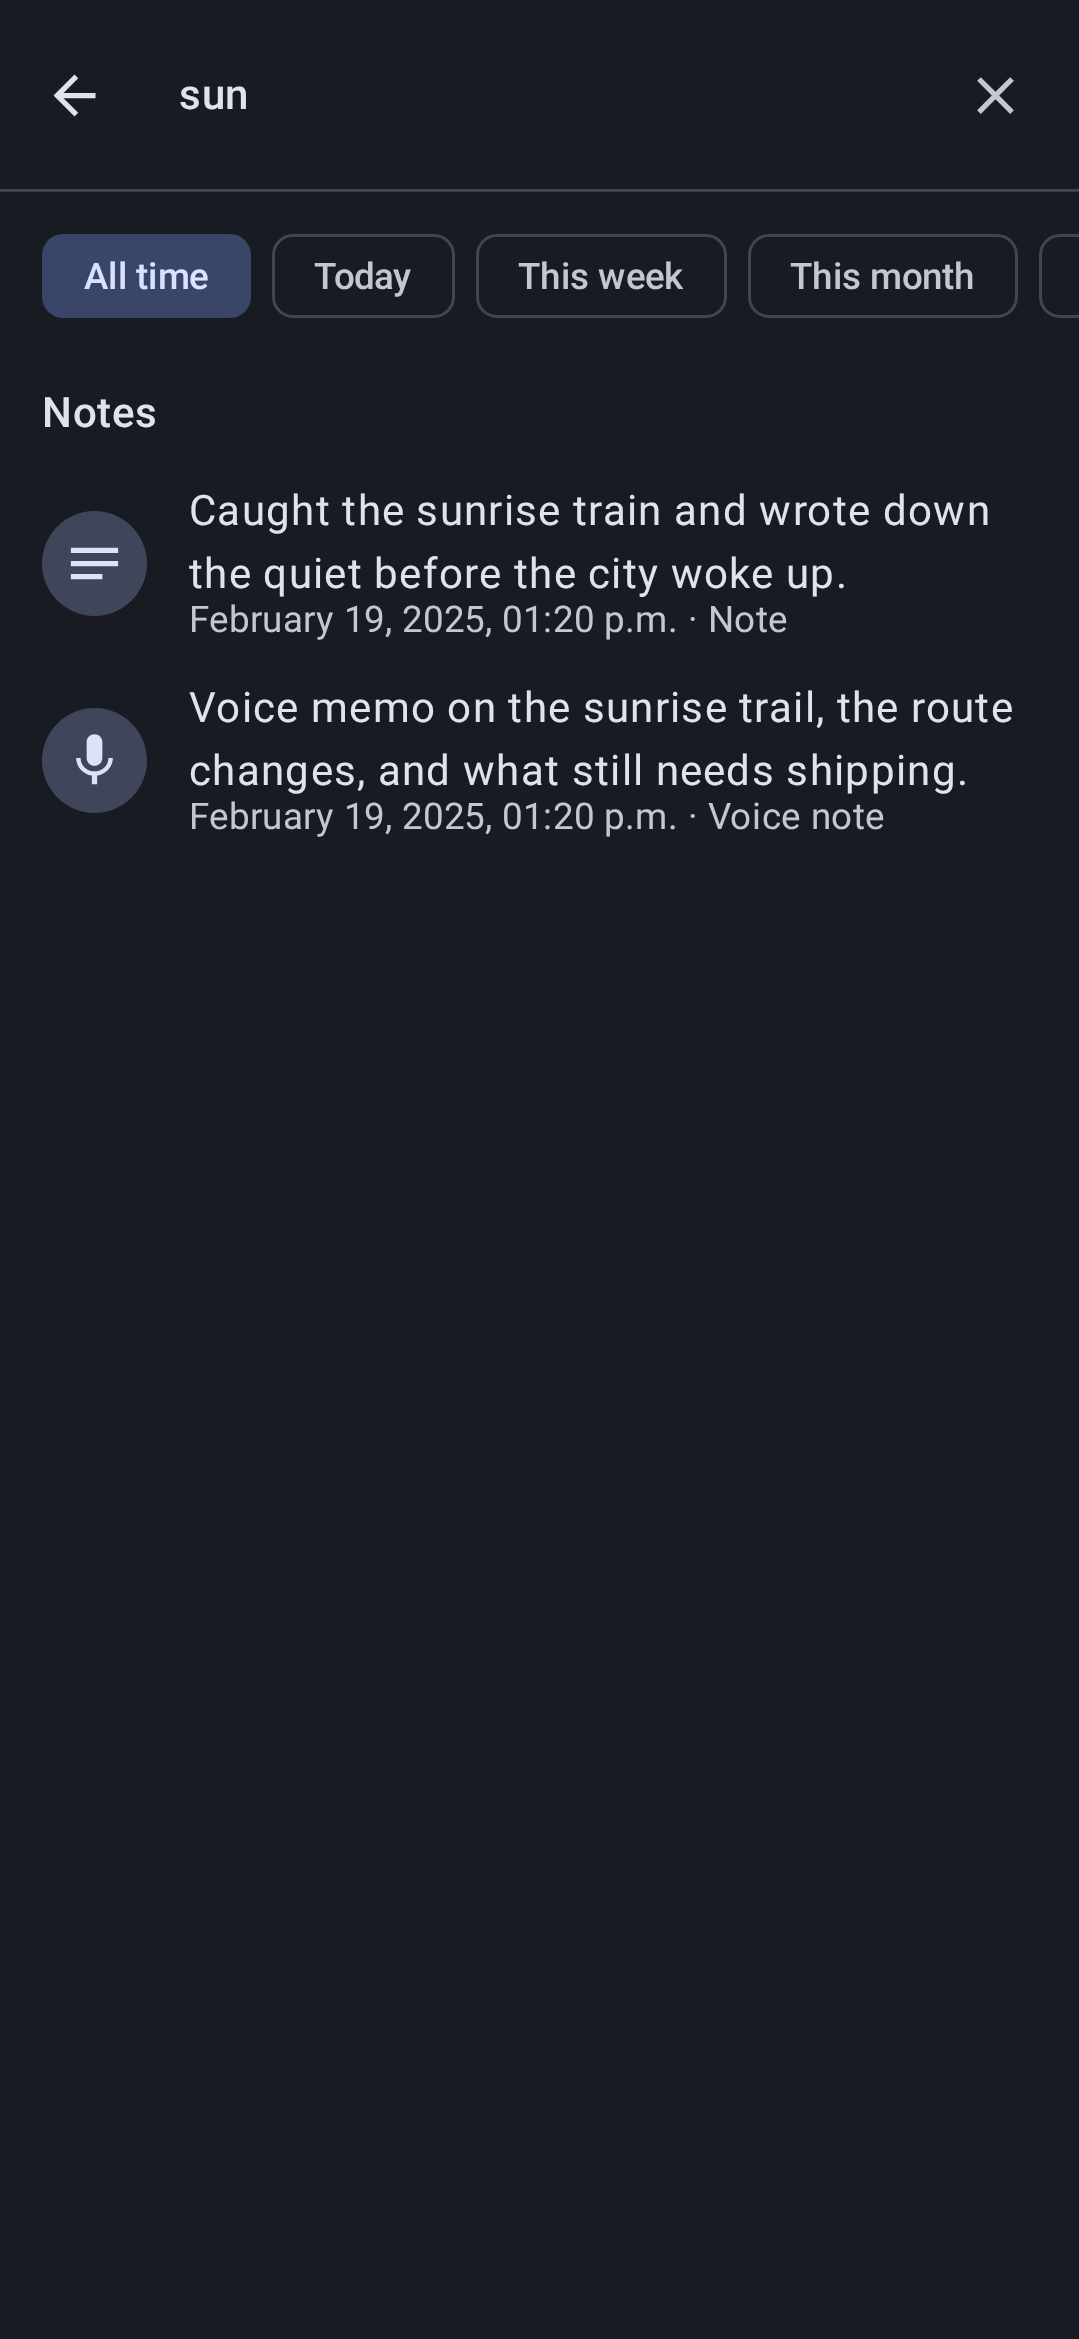 sun
All time
Today
This week
This month
Notes
Caught the sunrise train and wrote down
the quiet before the city woke up.
February 19, 2025, 01:20 p.m. · Note
Voice memo on the sunrise trail, the route
changes, and what still needs shipping.
February 19, 2025, 01:20 p.m. · Voice note